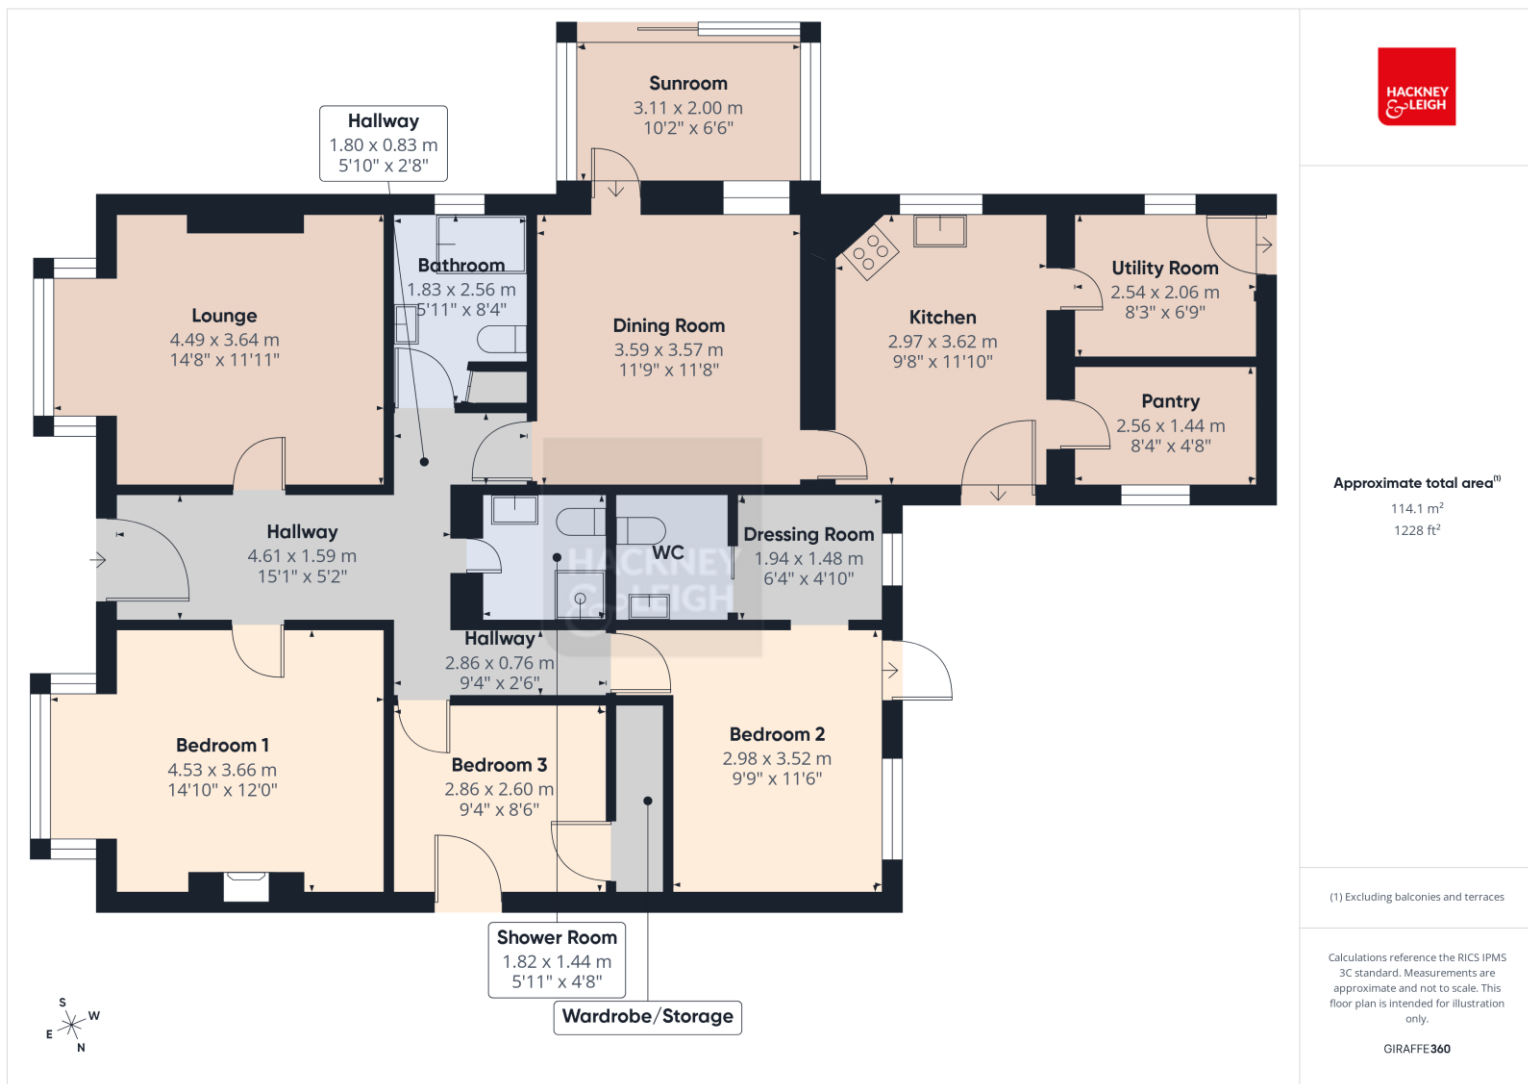 Sunroom
3.11 x 2.00 m
10'2" x 6'6"
HACKNEY
& LEIGH
Hallway
1.80 x 0.83 m
5'10" x 2'8"
Lounge
4.49 x 3.64 m
14'8" x 11'11"
Bathroom
1.83 x 2.56 m
5'11" x 8'4"
Dining Room
3.59 x 3.57 m
11'9" x 11'8"
Kitchen
2.97 x 3.62 m
9'8" x 11'10"
Utility Room
2.54 x 2.06 m
8'3" x 6'9"
Pantry
2.56 x 1.44 m
8'4" x 4'8"
Hallway
4.61 x 1.59 m
15'1" x 5'2"
WC
Dressing Room
1.94 x 1.48 m
6'4" x 4'10"
HACKNEY
& LEIGH
Hallway
2.86 x 0.76 m
9'4" x 2'6"
Bedroom 1
4.53 x 3.66 m
14'10" x 12'0"
Bedroom 3
2.86 x 2.60 m
9'4" x 8'6"
Bedroom 2
2.98 x 3.52 m
9'9" x 11'6"
Shower Room
1.82 x 1.44 m
5'11" x 4'8"
Wardrobe/Storage
S
W
E
N
Approximate total area(1)
114.1 m²
1228 ft²
(1) Excluding balconies and terraces
Calculations reference the RICS IPMS
3C standard. Measurements are
approximate and not to scale. This
floor plan is intended for illustration
only.
GIRAFFE360